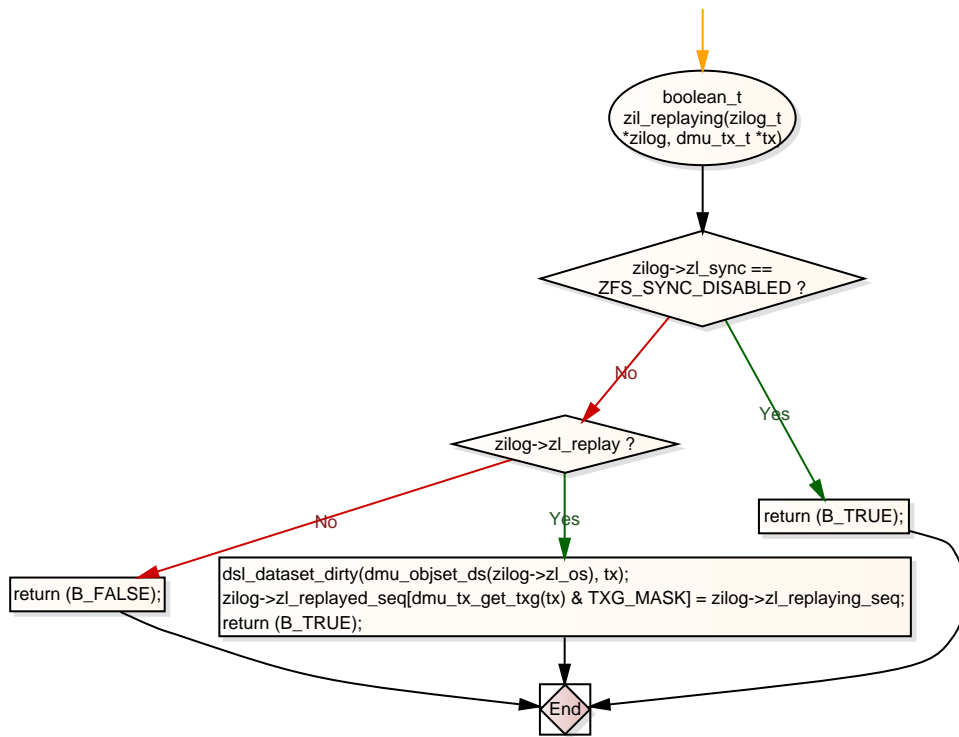 boolean_t
zil_replaying(zilog_t
*zilog, dmu_tx_t *tx)
zilog->zl_sync ==
ZFS_SYNC_DISABLED ?
No
Yes
zilog->zl_replay ?
No
Yes
return (B_TRUE);
return (B_FALSE);
dsl_dataset_dirty(dmu_objset_ds(zilog->zl_os), tx);
zilog->zl_replayed_seq[dmu_tx_get_txg(tx) & TXG_MASK] = zilog->zl_replaying_seq;
return (B_TRUE);
End